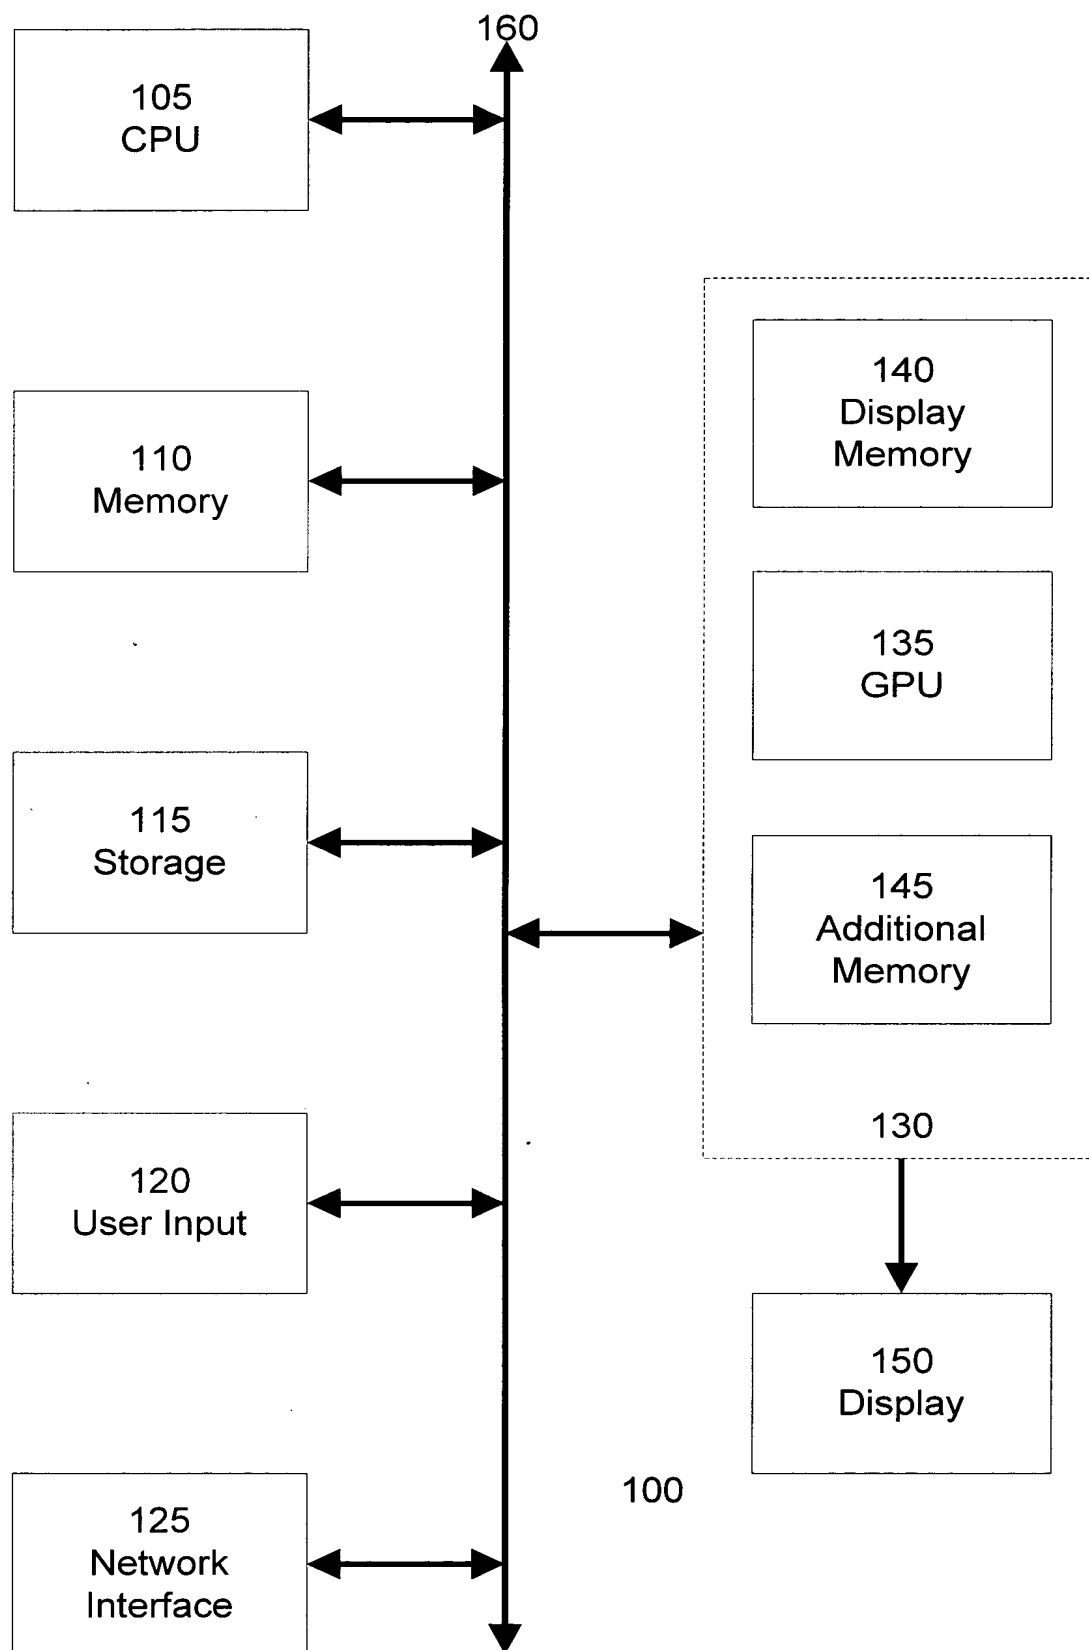 160
105
CPU
110
Memory
115
Storage
120
User Input
125
Network
Interface
140
Display
Memory
135
GPU
145
Additional
Memory
130
150
Display
100